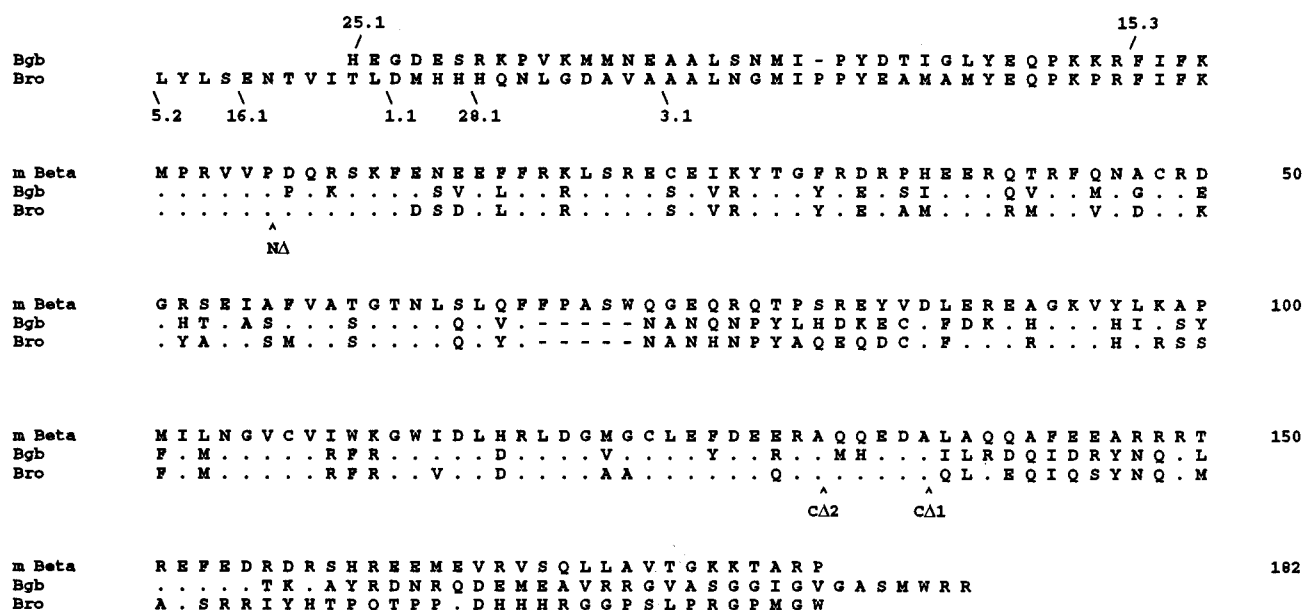 25.1 15.3
Bgb H E G D E S R K P V K M M N E A A L S N M I - P Y D T I G L Y E Q P K K R F I F K
Bro L Y L S E N T V I T L D M H H H Q N L G D A V A A A L N G M I P P Y E A M A M Y E Q P K P R F I F K
5.2 16.1 1.1 28.1 3.1
m Beta M P R V V P D Q R S K F E N E E F F R K L S R E C E I K Y T G F R D R P H E E R Q T R F Q N A C R D 50
Bgb . . . . . . P . K . . . . S V . L . . R . . . . S . V R . . . . Y . E . S I . . . Q V . . M . G . . E
Bro . . . . . . . . . . . . D S D . L . . R . . . . S . V R . . . . Y . E . A M . . . R M . . V . D . . K
^
NΔ
m Beta G R S E I A F V A T G T N L S L Q F F P A S W Q G E Q R Q T P S R E Y V D L E R E A G K V Y L K A P 100
Bgb . H T . A S . . . S . . . . Q . V . - - - - - N A N Q N P Y L H D K E C . F D K . H . . . H I . S Y
Bro . Y A . . S M . . S . . . . Q . Y . - - - - - N A N H N P Y A Q E Q D C . F . . . R . . . H . R S S
m Beta M I L N G V C V I W K G W I D L H R L D G M G C L E F D E E R A Q Q E D A L A Q Q A F E E A R R R T 150
Bgb F . M . . . . . R F R . . . . . D . . . . V . . . . Y . . R . . M H . . . I L R D Q I D R Y N Q . L
Bro F . M . . . . . R F R . . V . . D . . . . A A . . . . . . Q . . . . . . . Q L . E Q I Q S Y N Q . M
^ ^
CΔ2 CΔ1
m Beta R E F E D R D R S H R E E M E V R V S Q L L A V T G K K T A R P 182
Bgb . . . . . T K . A Y R D N R Q D E M E A V R R G V A S G G I G V G A S M W R R
Bro A . S R R I Y H T P Q T P P . D H H H R G G P S L P R G P M G W